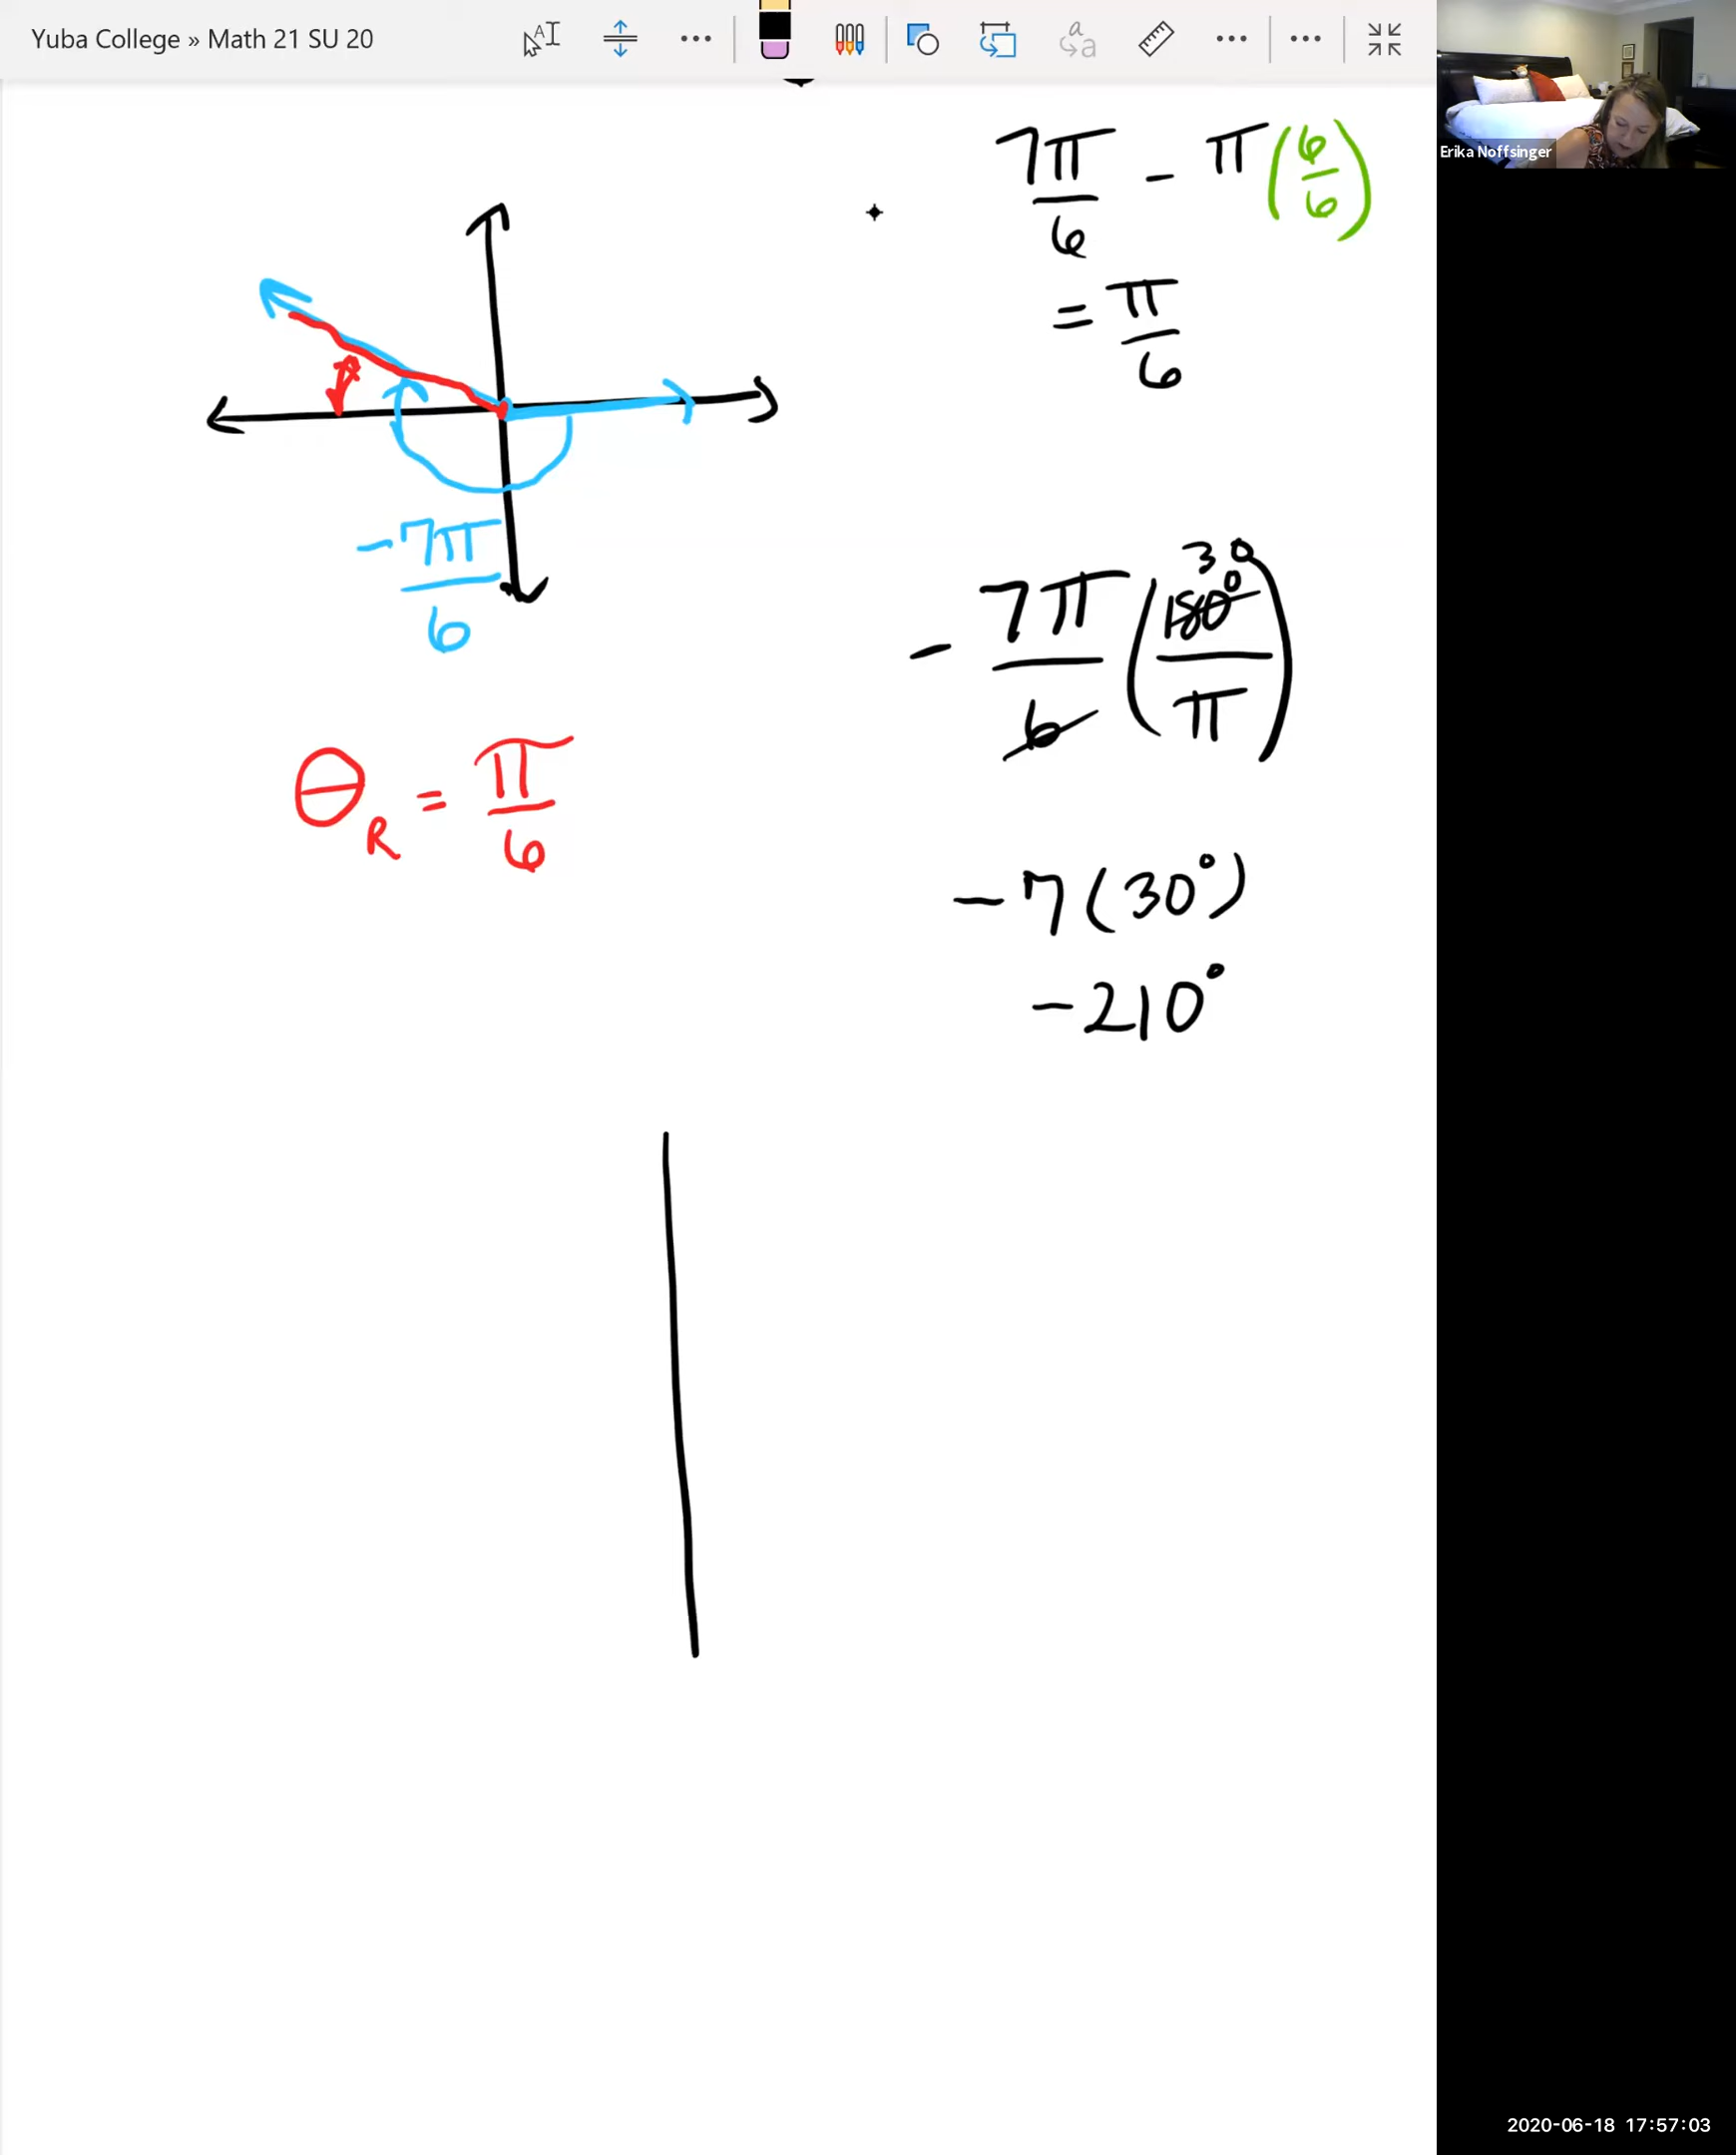 Yuba College » Math 21 SU 20
Erika Noffsinger
7π/6 - π(6/6)
= π/6
-7π/6
30
- 7π/6 (180°/π)
θR = π/6
-7(30°)
-210°
2020-06-18 17:57:03